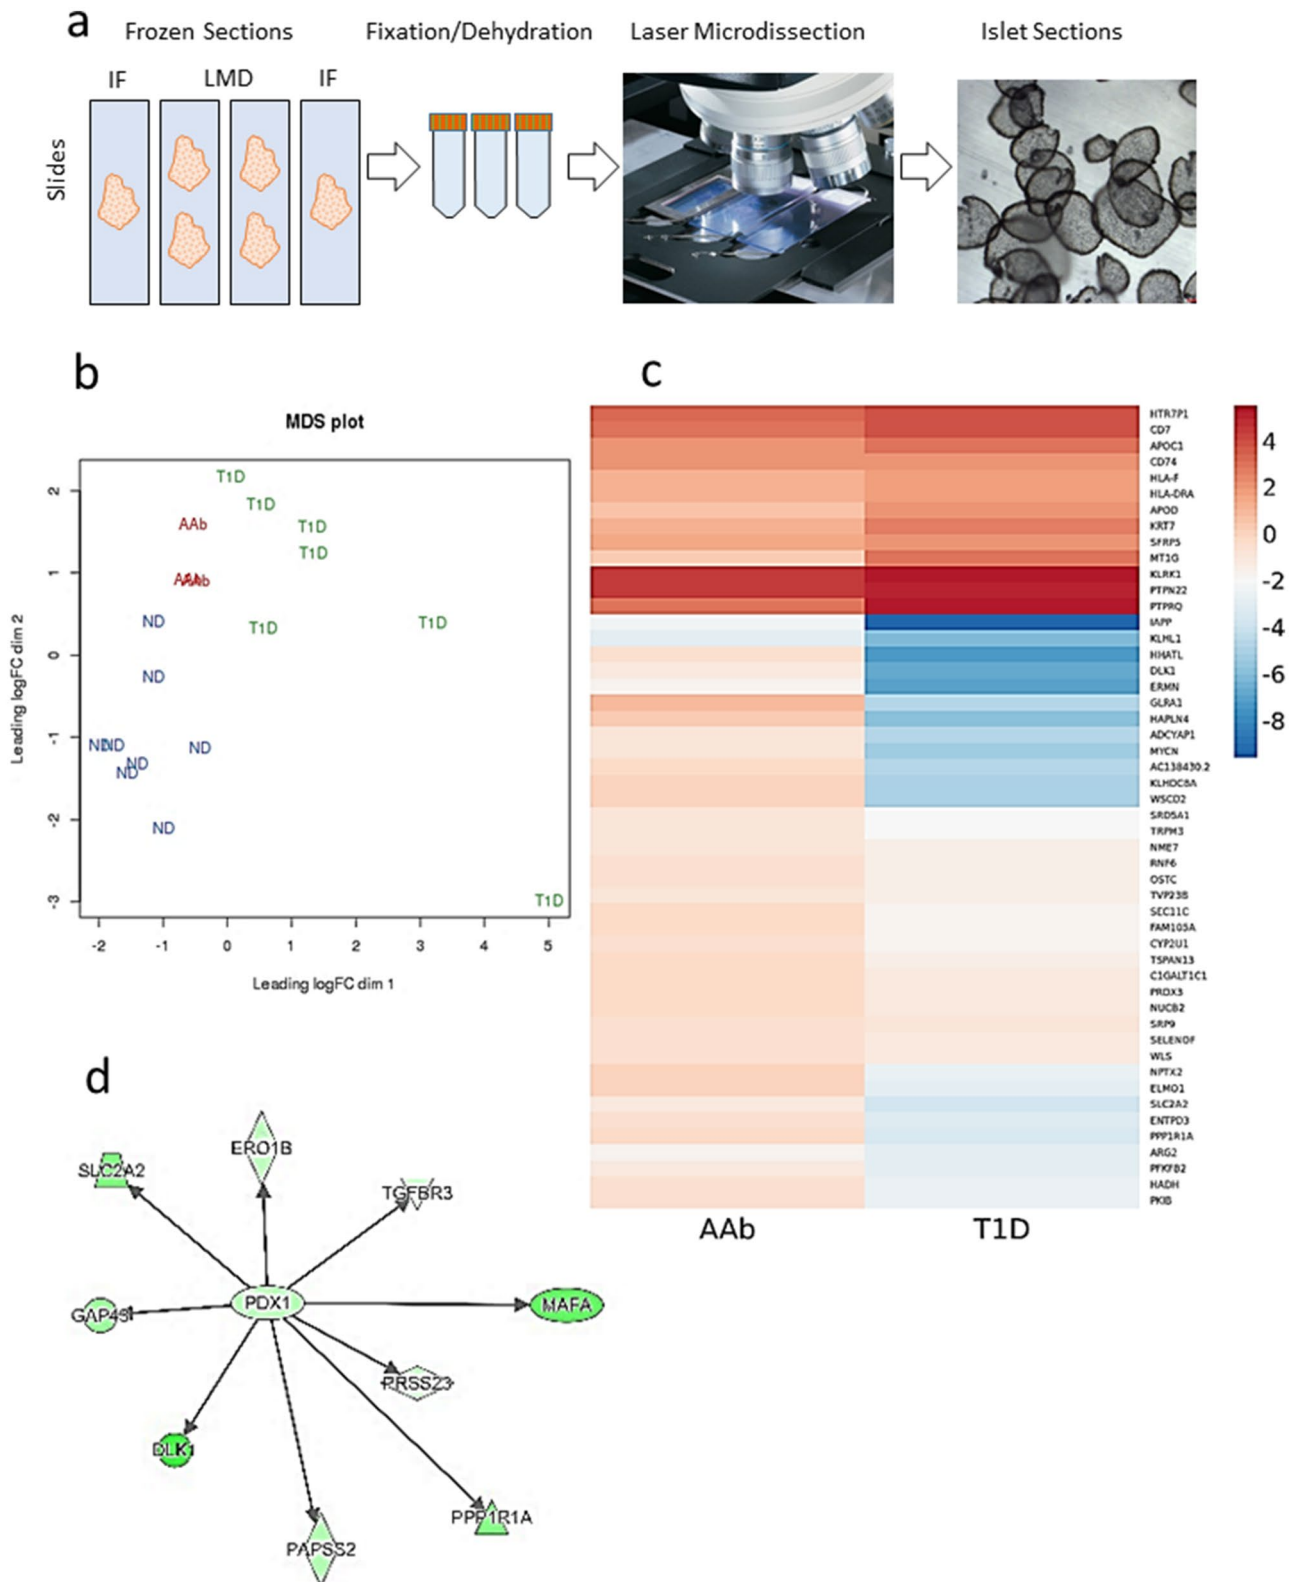 a
Frozen Sections
Fixation/Dehydration
Laser Microdissection
Islet Sections
IF
LMD
IF
Slides
b
MDS plot
T1D
T1D
AAb
T1D
T1D
AAb
AAb
ND
T1D
T1D
ND
ND
ND
ND
ND
ND
ND
T1D
2
1
0
-1
-2
-3
-2
-1
0
1
2
3
4
5
Leading logFC dim 2
Leading logFC dim 1
c
HTR7P1
CD7
APOC1
CD74
HLA-F
HLA-DRA
APOD
KRT7
SFRP5
MT1G
KLRK1
PTPN22
PTPRQ
IAPP
KLHL1
HHATL
DLK1
ERMN
GLRA1
HAPLN4
ADCYAP1
MYCN
AC138430.2
KLHDC8A
WSCD2
SRD5A1
TRPM3
NME7
RNF6
OSTC
TVP23B
SEC11C
FAM105A
CYP2U1
TSPAN13
C1GALT1C1
PRDX3
NUCB2
SRP9
SELENOF
WLS
NPTX2
ELMO1
SLC2A2
ENTPD3
PPP1R1A
ARG2
PFKFB2
HADH
PKIB
4
2
0
-2
-4
-6
-8
AAb
T1D
d
ERO1B
SLC2A2
TGFBR3
PDX1
MAFA
GAP43
PRSS23
DLK1
PPP1R1A
PAPSS2